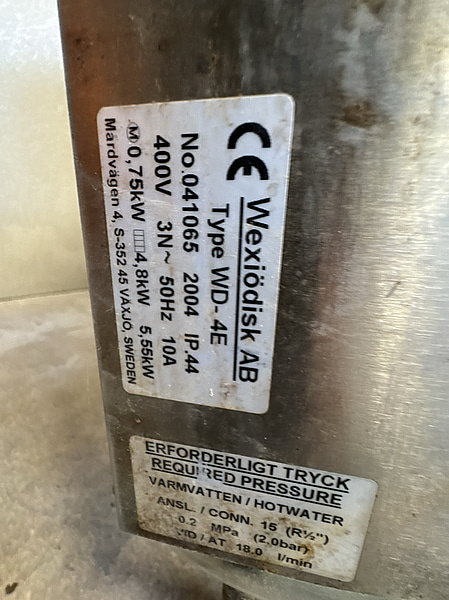 CE Wexiödisk AB
Type WD-4E
No.041065 2004 IP.44
400V 3N~ 50Hz 10A
M 0,75kW 4,8kW 5,55kW
Mårdvägen 4, S-352 45 VÄXJÖ, SWEDEN
ERFORDERLIGT TRYCK
REQUIRED PRESSURE
VARMVATTEN / HOTWATER
ANSL. / CONN. 15 (R½")
0.2 MPa (2.0bar)
VID / AT 18.0 l/min